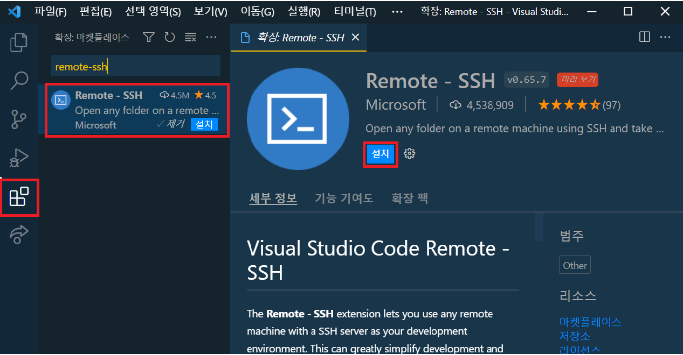 파일(F) 편집(E) 선택 영역(S) 보기(V) 이동(G) 실행(R) 터미널(T) ··· 확장: Remote - SSH - Visual Studi...
확장: 마켓플레이스 ···
확장: Remote - SSH
remote-ssh
Remote - SSH 4.5M 4.5
Open any folder on a remote ...
Microsoft 제기 설치
Remote - SSH v0.65.7 미리 보기
Microsoft 4,538,909 (97)
Open any folder on a remote machine using SSH and take ...
설치
세부 정보 기능 기여도 확장 팩
Visual Studio Code Remote - SSH
The Remote - SSH extension lets you use any remote
machine with a SSH server as your development
environment. This can greatly simplify development and
범주
Other
리소스
마켓플레이스
저장소
라이선스